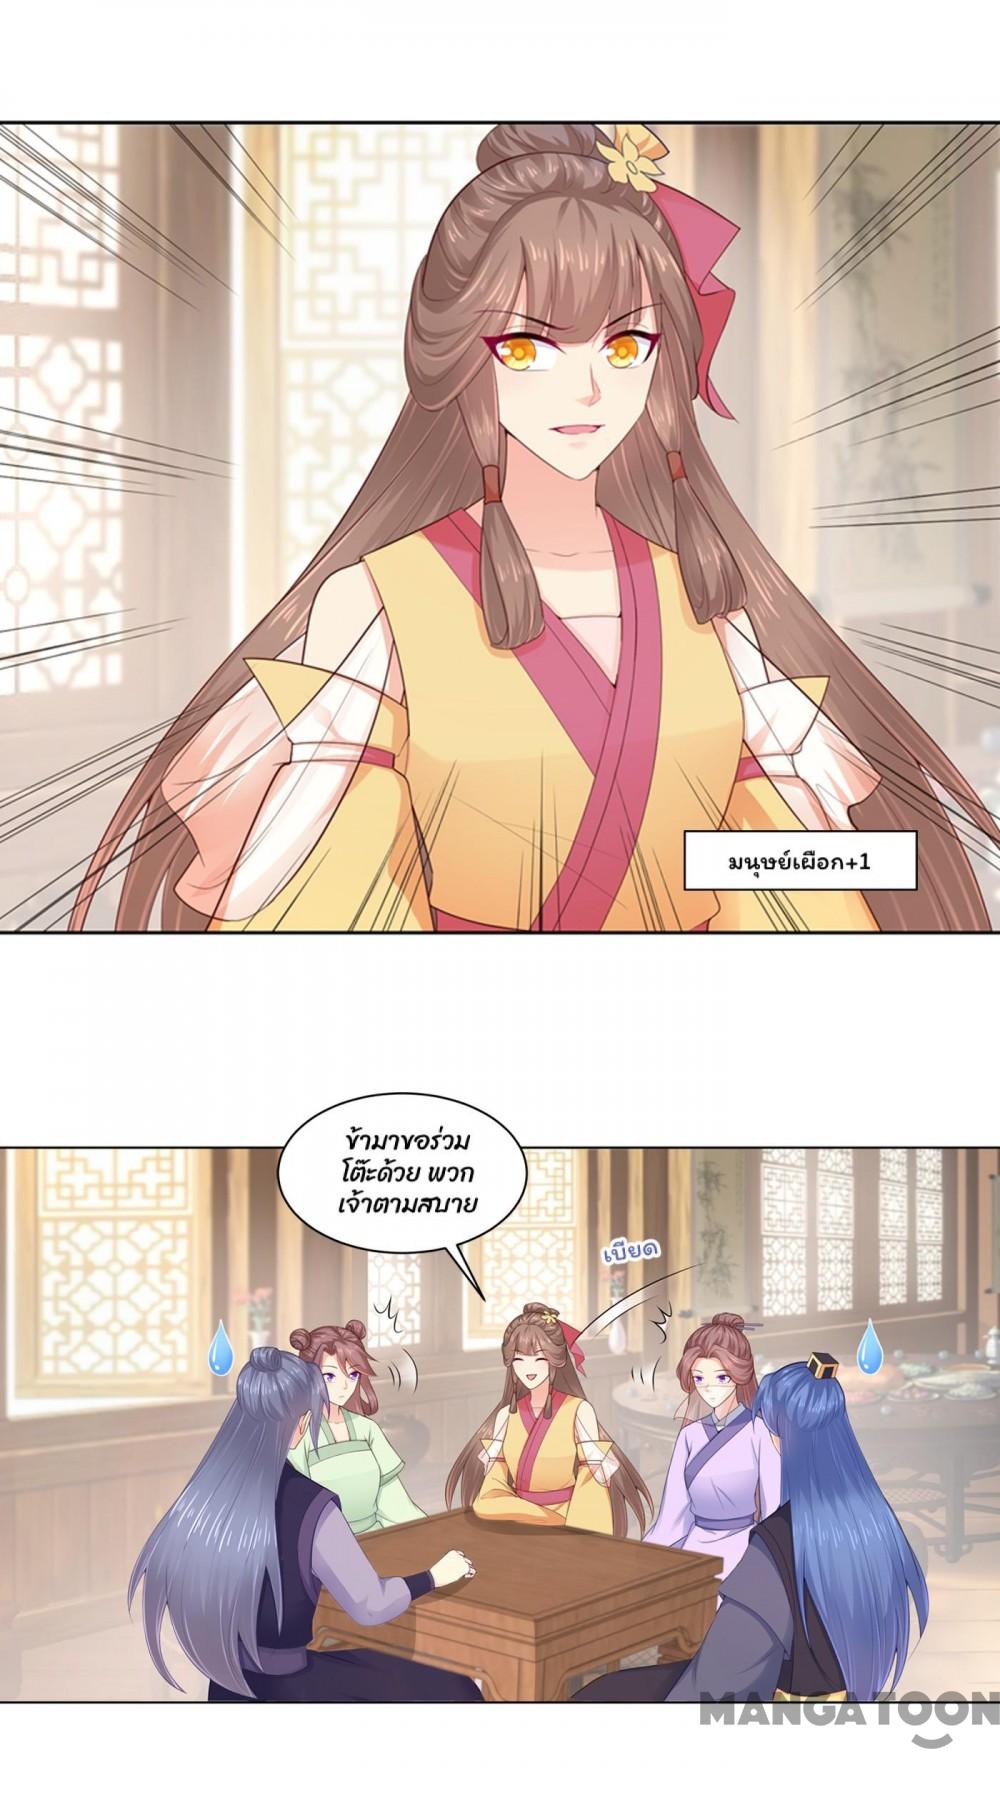 มนุษย์เผือก+1
ข้ามาขอร่วม
โต๊ะด้วย พวก
เจ้าตามสบาย
เบียด
MANGATOON